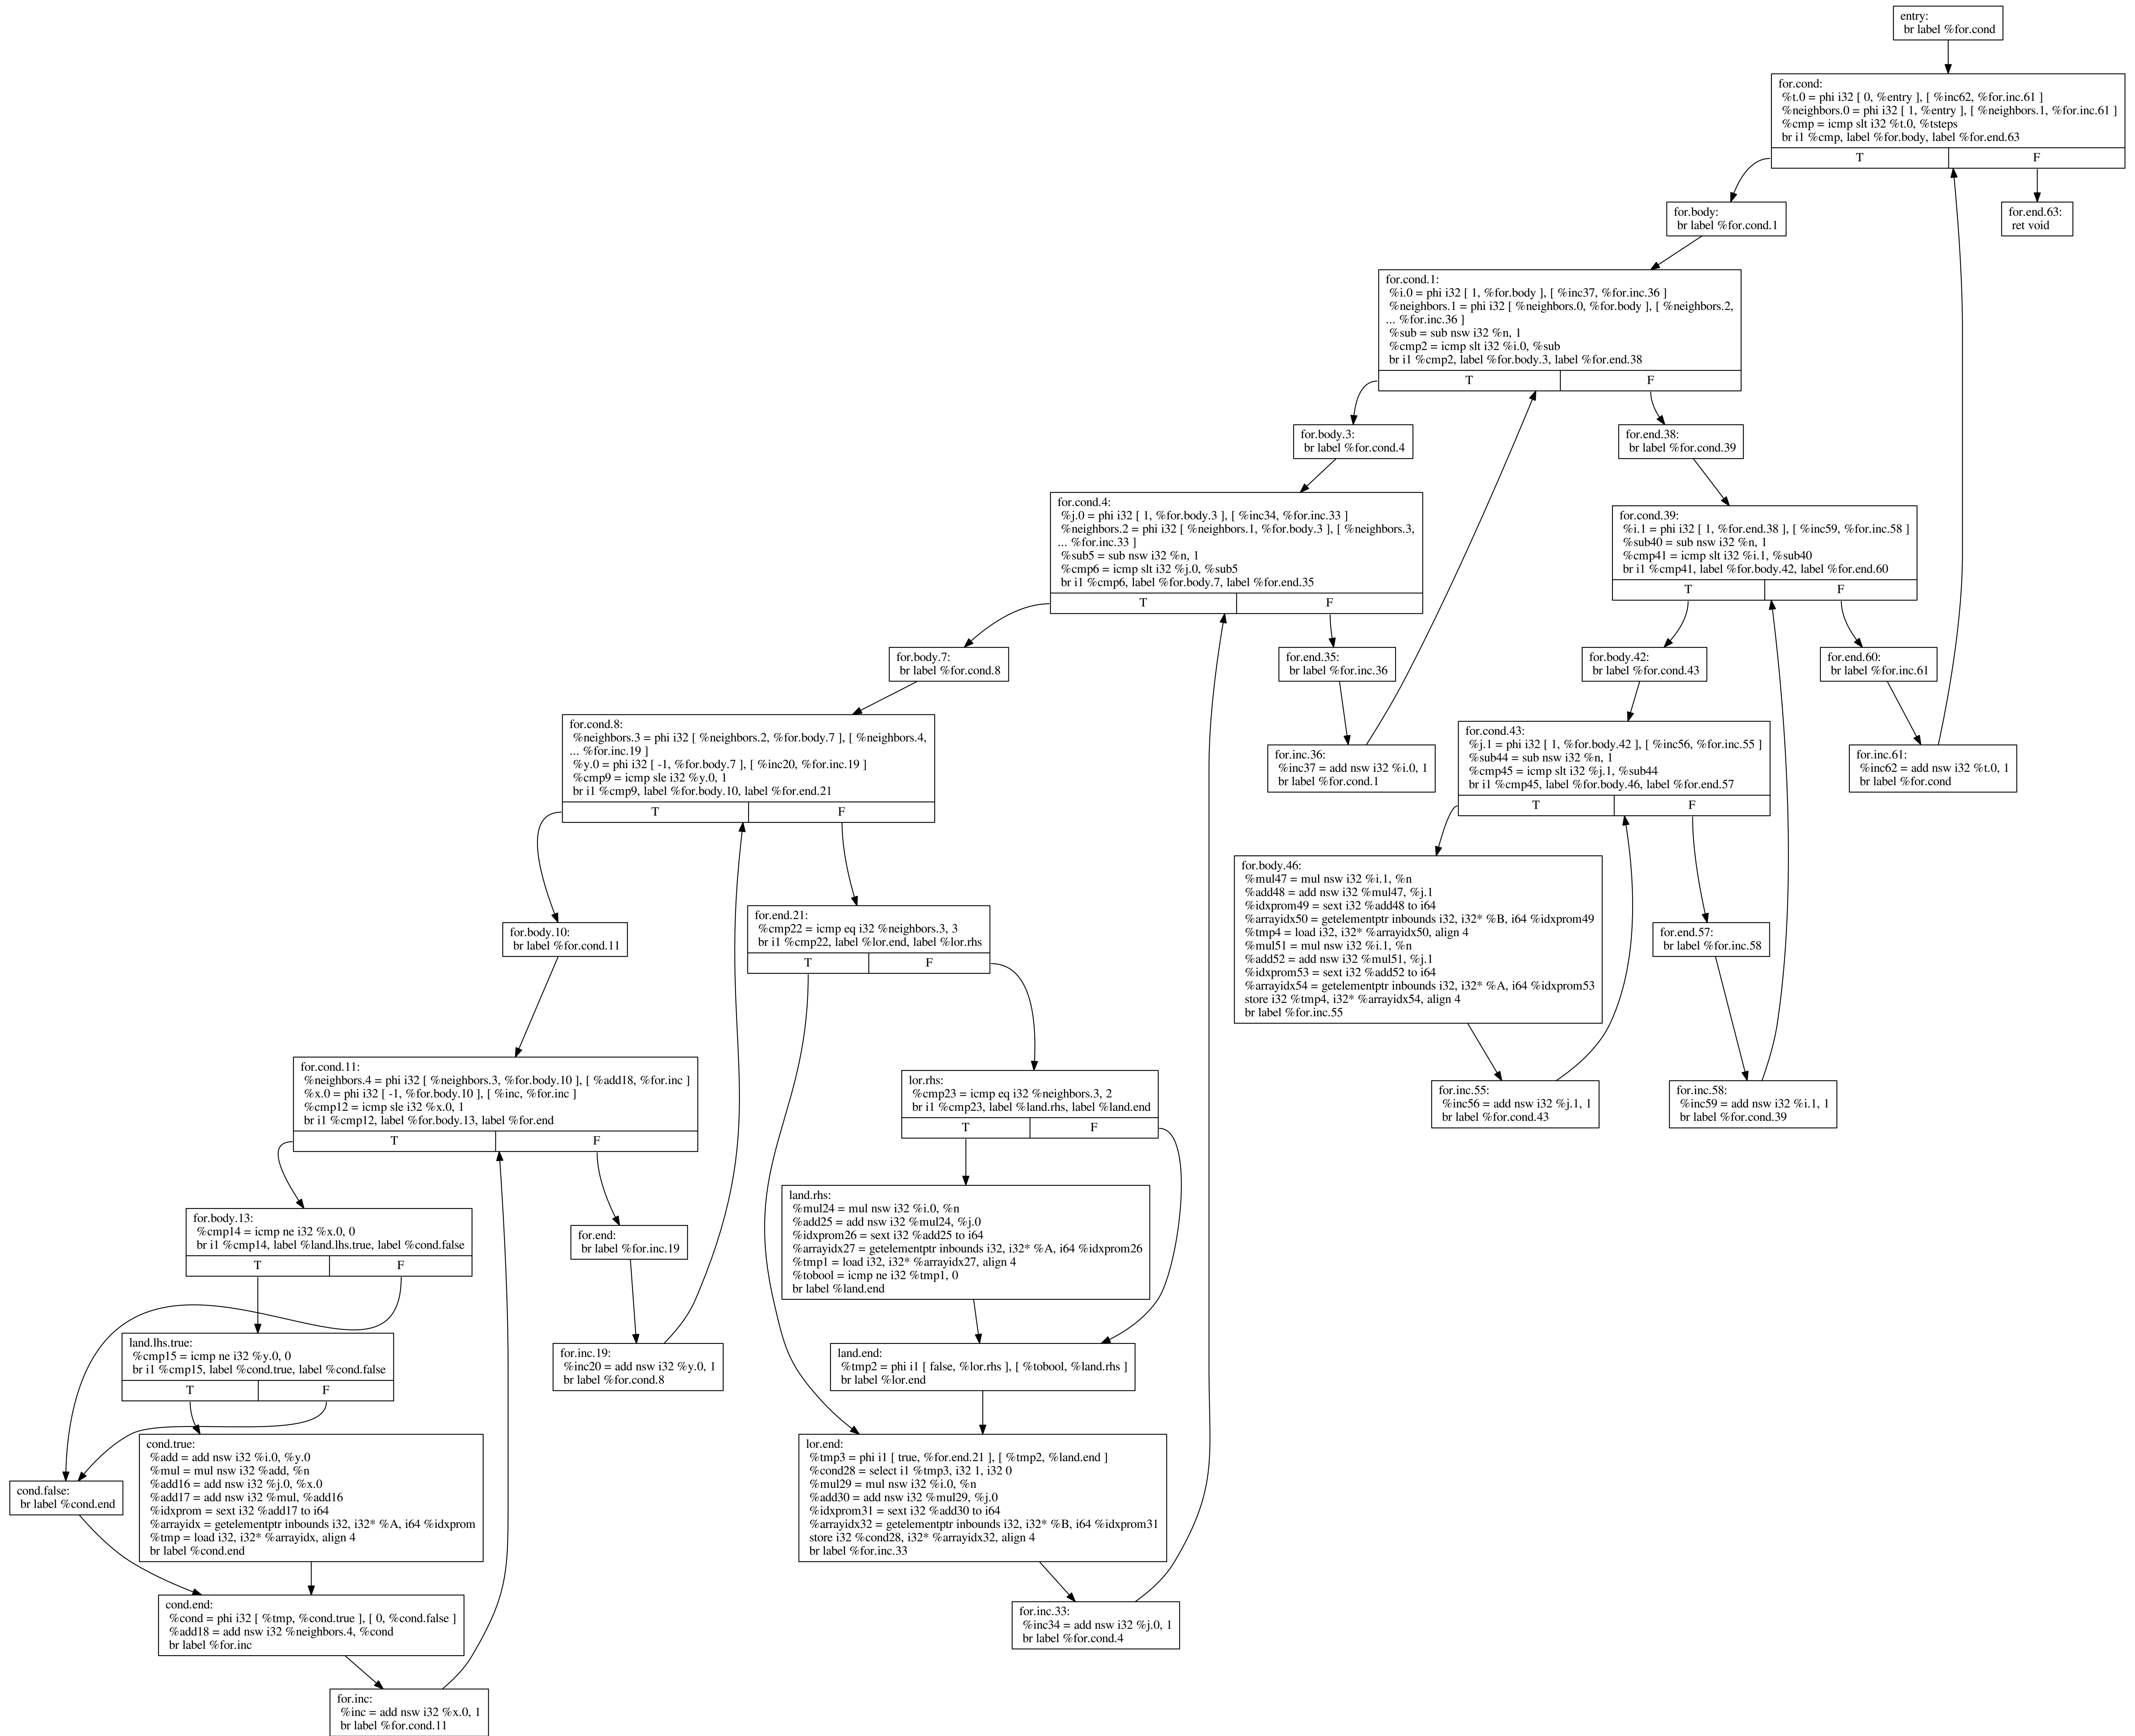 entry:
br label %for.cond
for.cond:
%t.0 = phi i32 [ 0, %entry ], [ %inc62, %for.inc.61 ]
%neighbors.0 = phi i32 [ 1, %entry ], [ %neighbors.1, %for.inc.61 ]
%cmp = icmp slt i32 %t.0, %tsteps
br i1 %cmp, label %for.body, label %for.end.63
T
F
for.body:
br label %for.cond.1
for.end.63:
ret void
for.cond.1:
%i.0 = phi i32 [ 1, %for.body ], [ %inc37, %for.inc.36 ]
%neighbors.1 = phi i32 [ %neighbors.0, %for.body ], [ %neighbors.2,
... %for.inc.36 ]
%sub = sub nsw i32 %n, 1
%cmp2 = icmp slt i32 %i.0, %sub
br i1 %cmp2, label %for.body.3, label %for.end.38
T
F
for.body.3:
br label %for.cond.4
for.end.38:
br label %for.cond.39
for.cond.4:
%j.0 = phi i32 [ 1, %for.body.3 ], [ %inc34, %for.inc.33 ]
%neighbors.2 = phi i32 [ %neighbors.1, %for.body.3 ], [ %neighbors.3,
... %for.inc.33 ]
%sub5 = sub nsw i32 %n, 1
%cmp6 = icmp slt i32 %j.0, %sub5
br i1 %cmp6, label %for.body.7, label %for.end.35
T
F
for.cond.39:
%i.1 = phi i32 [ 1, %for.end.38 ], [ %inc59, %for.inc.58 ]
%sub40 = sub nsw i32 %n, 1
%cmp41 = icmp slt i32 %i.1, %sub40
br i1 %cmp41, label %for.body.42, label %for.end.60
T
F
for.body.7:
br label %for.cond.8
for.end.35:
br label %for.inc.36
for.body.42:
br label %for.cond.43
for.end.60:
br label %for.inc.61
for.cond.8:
%neighbors.3 = phi i32 [ %neighbors.2, %for.body.7 ], [ %neighbors.4,
... %for.inc.19 ]
%y.0 = phi i32 [ -1, %for.body.7 ], [ %inc20, %for.inc.19 ]
%cmp9 = icmp sle i32 %y.0, 1
br i1 %cmp9, label %for.body.10, label %for.end.21
T
F
for.inc.36:
%inc37 = add nsw i32 %i.0, 1
br label %for.cond.1
for.cond.43:
%j.1 = phi i32 [ 1, %for.body.42 ], [ %inc56, %for.inc.55 ]
%sub44 = sub nsw i32 %n, 1
%cmp45 = icmp slt i32 %j.1, %sub44
br i1 %cmp45, label %for.body.46, label %for.end.57
T
F
for.inc.61:
%inc62 = add nsw i32 %t.0, 1
br label %for.cond
for.body.46:
%mul47 = mul nsw i32 %i.1, %n
%add48 = add nsw i32 %mul47, %j.1
%idxprom49 = sext i32 %add48 to i64
%arrayidx50 = getelementptr inbounds i32, i32* %B, i64 %idxprom49
%tmp4 = load i32, i32* %arrayidx50, align 4
%mul51 = mul nsw i32 %i.1, %n
%add52 = add nsw i32 %mul51, %j.1
%idxprom53 = sext i32 %add52 to i64
%arrayidx54 = getelementptr inbounds i32, i32* %A, i64 %idxprom53
store i32 %tmp4, i32* %arrayidx54, align 4
br label %for.inc.55
for.body.10:
br label %for.cond.11
for.end.21:
%cmp22 = icmp eq i32 %neighbors.3, 3
br i1 %cmp22, label %lor.end, label %lor.rhs
T
F
for.end.57:
br label %for.inc.58
for.cond.11:
%neighbors.4 = phi i32 [ %neighbors.3, %for.body.10 ], [ %add18, %for.inc ]
%x.0 = phi i32 [ -1, %for.body.10 ], [ %inc, %for.inc ]
%cmp12 = icmp sle i32 %x.0, 1
br i1 %cmp12, label %for.body.13, label %for.end
T
F
lor.rhs:
%cmp23 = icmp eq i32 %neighbors.3, 2
br i1 %cmp23, label %land.rhs, label %land.end
T
F
for.inc.55:
%inc56 = add nsw i32 %j.1, 1
br label %for.cond.43
for.inc.58:
%inc59 = add nsw i32 %i.1, 1
br label %for.cond.39
for.body.13:
%cmp14 = icmp ne i32 %x.0, 0
br i1 %cmp14, label %land.lhs.true, label %cond.false
T
F
for.end:
br label %for.inc.19
land.rhs:
%mul24 = mul nsw i32 %i.0, %n
%add25 = add nsw i32 %mul24, %j.0
%idxprom26 = sext i32 %add25 to i64
%arrayidx27 = getelementptr inbounds i32, i32* %A, i64 %idxprom26
%tmp1 = load i32, i32* %arrayidx27, align 4
%tobool = icmp ne i32 %tmp1, 0
br label %land.end
land.lhs.true:
%cmp15 = icmp ne i32 %y.0, 0
br i1 %cmp15, label %cond.true, label %cond.false
T
F
for.inc.19:
%inc20 = add nsw i32 %y.0, 1
br label %for.cond.8
land.end:
%tmp2 = phi i1 [ false, %lor.rhs ], [ %tobool, %land.rhs ]
br label %lor.end
cond.false:
br label %cond.end
cond.true:
%add = add nsw i32 %i.0, %y.0
%mul = mul nsw i32 %add, %n
%add16 = add nsw i32 %j.0, %x.0
%add17 = add nsw i32 %mul, %add16
%idxprom = sext i32 %add17 to i64
%arrayidx = getelementptr inbounds i32, i32* %A, i64 %idxprom
%tmp = load i32, i32* %arrayidx, align 4
br label %cond.end
lor.end:
%tmp3 = phi i1 [ true, %for.end.21 ], [ %tmp2, %land.end ]
%cond28 = select i1 %tmp3, i32 1, i32 0
%mul29 = mul nsw i32 %i.0, %n
%add30 = add nsw i32 %mul29, %j.0
%idxprom31 = sext i32 %add30 to i64
%arrayidx32 = getelementptr inbounds i32, i32* %B, i64 %idxprom31
store i32 %cond28, i32* %arrayidx32, align 4
br label %for.inc.33
cond.end:
%cond = phi i32 [ %tmp, %cond.true ], [ 0, %cond.false ]
%add18 = add nsw i32 %neighbors.4, %cond
br label %for.inc
for.inc.33:
%inc34 = add nsw i32 %j.0, 1
br label %for.cond.4
for.inc:
%inc = add nsw i32 %x.0, 1
br label %for.cond.11